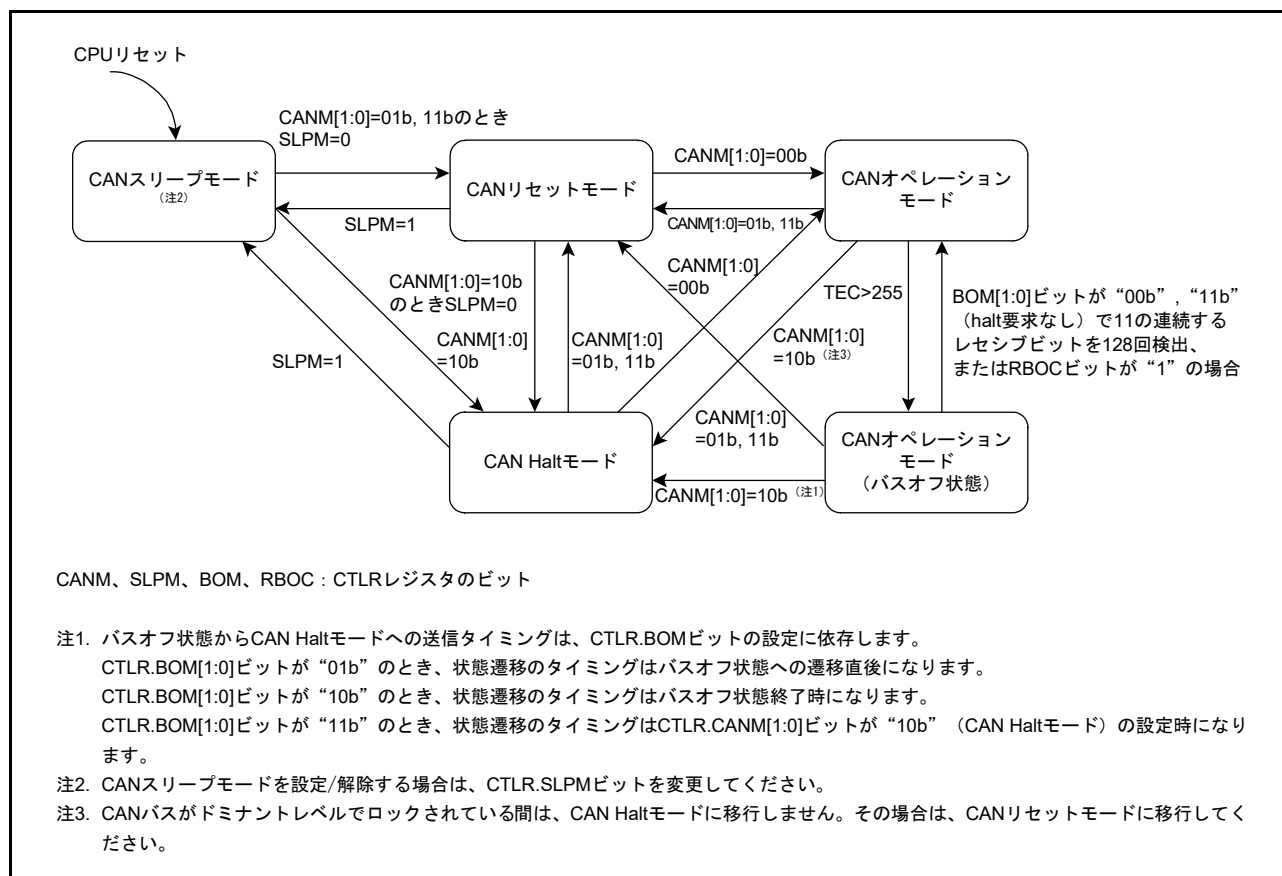 CPUリセット
CANM[1:0]=01b, 11bのとき
SLPM=0
CANスリープモード
（注2）
CANリセットモード
CANM[1:0]=00b
CANオペレーション
モード
SLPM=1
CANM[1:0]=01b, 11b
CANM[1:0]=10b
のときSLPM=0
CANM[1:0]
=10b
CANM[1:0]
=01b, 11b
CANM[1:0]
=00b
TEC>255
BOM[1:0]ビットが“00b”, “11b”
（halt要求なし）で11の連続する
レセシブビットを128回検出、
またはRBOCビットが“1”の場合
CANM[1:0]
=10b（注3）
SLPM=1
CANM[1:0]
=01b, 11b
CAN Haltモード
CANオペレーション
モード
（バスオフ状態）
CANM[1:0]=10b（注1）
CANM、SLPM、BOM、RBOC：CTLRレジスタのビット
注1. バスオフ状態からCAN Haltモードへの送信タイミングは、CTLR.BOMビットの設定に依存します。
CTLR.BOM[1:0]ビットが“01b”のとき、状態遷移のタイミングはバスオフ状態への遷移直後になります。
CTLR.BOM[1:0]ビットが“10b”のとき、状態遷移のタイミングはバスオフ状態終了時になります。
CTLR.BOM[1:0]ビットが“11b”のとき、状態遷移のタイミングはCTLR.CANM[1:0]ビットが“10b”（CAN Haltモード）の設定時になり
ます。
注2. CANスリープモードを設定/解除する場合は、CTLR.SLPMビットを変更してください。
注3. CANバスがドミナントレベルでロックされている間は、CAN Haltモードに移行しません。その場合は、CANリセットモードに移行してく
ださい。